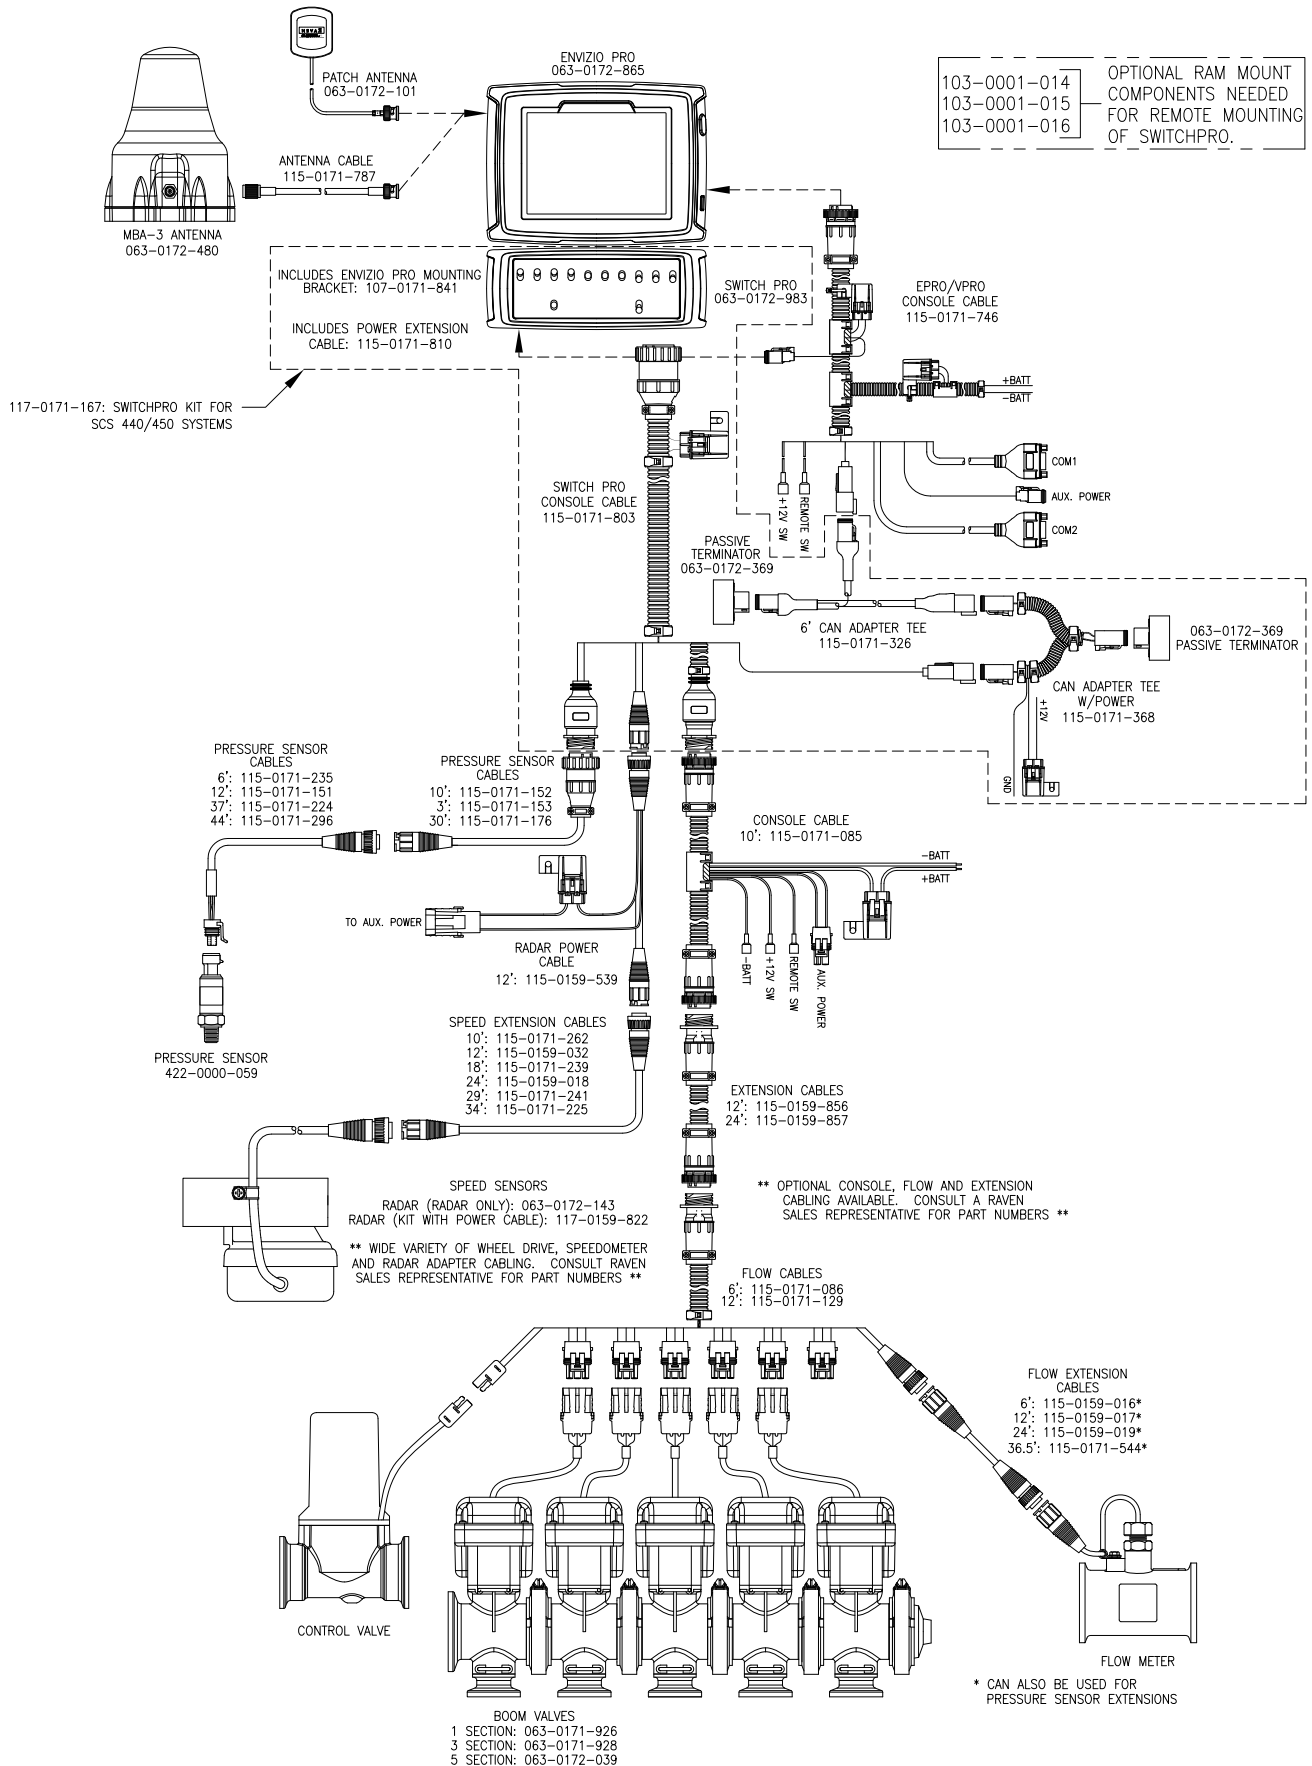 ENVIZIO PRO
063-0172-865
PATCH ANTENNA
063-0172-101
103-0001-014
103-0001-015
103-0001-016
OPTIONAL RAM MOUNT
COMPONENTS NEEDED
FOR REMOTE MOUNTING
OF SWITCHPRO.
ANTENNA CABLE
115-0171-787
MBA-3 ANTENNA
063-0172-480
INCLUDES ENVIZIO PRO MOUNTING
BRACKET: 107-0171-841
INCLUDES POWER EXTENSION
CABLE: 115-0171-810
SWITCH PRO
063-0172-983
EPRO/VPRO
CONSOLE CABLE
115-0171-746
117-0171-167: SWITCHPRO KIT FOR
SCS 440/450 SYSTEMS
+BATT
-BATT
COM1
AUX. POWER
COM2
+12V SW
REMOTE SW
SWITCH PRO
CONSOLE CABLE
115-0171-803
PASSIVE
TERMINATOR
063-0172-369
6' CAN ADAPTER TEE
115-0171-326
063-0172-369
PASSIVE TERMINATOR
CAN ADAPTER TEE
W/POWER
115-0171-368
+12V
GND
PRESSURE SENSOR
CABLES
6': 115-0171-235
12': 115-0171-151
37': 115-0171-224
44': 115-0171-296
PRESSURE SENSOR
CABLES
10': 115-0171-152
3': 115-0171-153
30': 115-0171-176
CONSOLE CABLE
10': 115-0171-085
-BATT
+BATT
TO AUX. POWER
RADAR POWER
CABLE
12': 115-0159-539
-BATT
+12V SW
REMOTE SW
AUX. POWER
PRESSURE SENSOR
422-0000-059
SPEED EXTENSION CABLES
10': 115-0171-262
12': 115-0159-032
18': 115-0171-239
24': 115-0159-018
29': 115-0171-241
34': 115-0171-225
EXTENSION CABLES
12': 115-0159-856
24': 115-0159-857
SPEED SENSORS
RADAR (RADAR ONLY): 063-0172-143
RADAR (KIT WITH POWER CABLE): 117-0159-822
** WIDE VARIETY OF WHEEL DRIVE, SPEEDOMETER
AND RADAR ADAPTER CABLING. CONSULT RAVEN
SALES REPRESENTATIVE FOR PART NUMBERS **
** OPTIONAL CONSOLE, FLOW AND EXTENSION
CABLING AVAILABLE. CONSULT A RAVEN
SALES REPRESENTATIVE FOR PART NUMBERS **
FLOW CABLES
6': 115-0171-086
12': 115-0171-129
FLOW EXTENSION
CABLES
6': 115-0159-016*
12': 115-0159-017*
24': 115-0159-019*
36.5': 115-0171-544*
CONTROL VALVE
FLOW METER
* CAN ALSO BE USED FOR
PRESSURE SENSOR EXTENSIONS
BOOM VALVES
1 SECTION: 063-0171-926
3 SECTION: 063-0171-928
5 SECTION: 063-0172-039